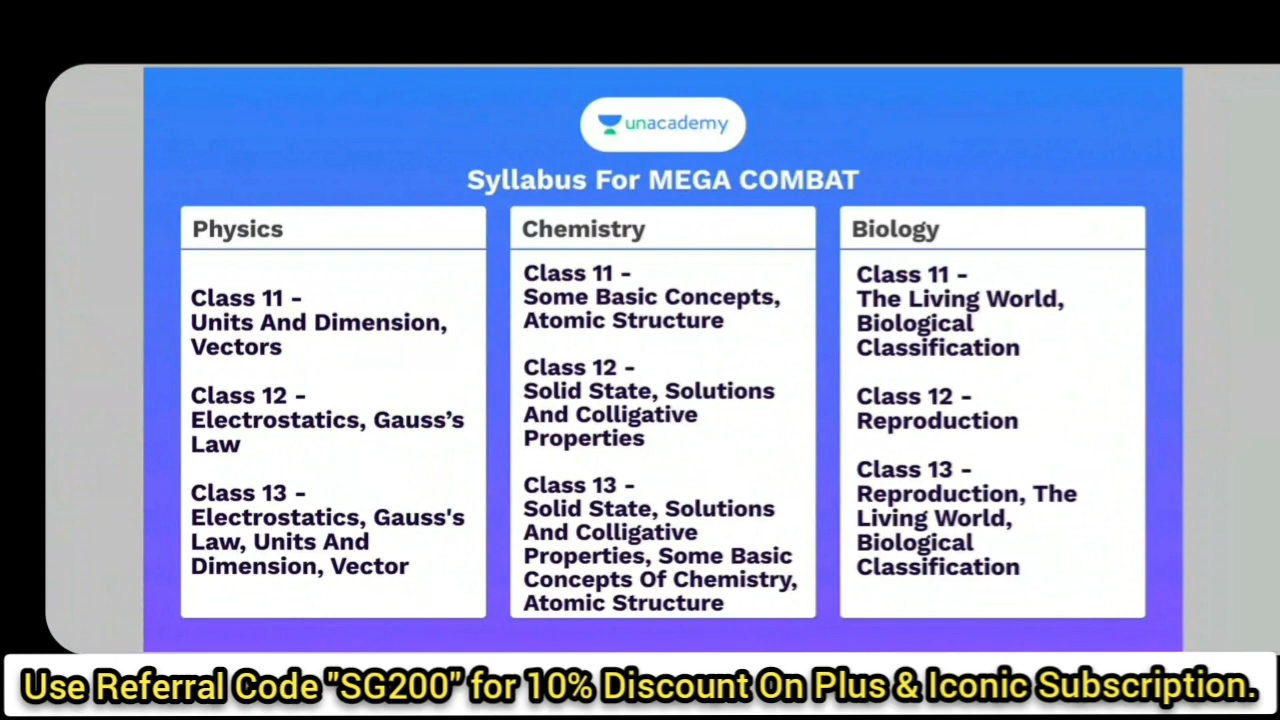 unacademy
Syllabus For MEGA COMBAT
Physics
Class 11 -
Units And Dimension,
Vectors
Class 12 -
Electrostatics, Gauss’s
Law
Class 13 -
Electrostatics, Gauss's
Law, Units And
Dimension, Vector
Chemistry
Class 11 -
Some Basic Concepts,
Atomic Structure
Class 12 -
Solid State, Solutions
And Colligative
Properties
Class 13 -
Solid State, Solutions
And Colligative
Properties, Some Basic
Concepts Of Chemistry,
Atomic Structure
Biology
Class 11 -
The Living World,
Biological
Classification
Class 12 -
Reproduction
Class 13 -
Reproduction, The
Living World,
Biological
Classification
Use Referral Code "SG200" for 10% Discount On Plus & Iconic Subscription.